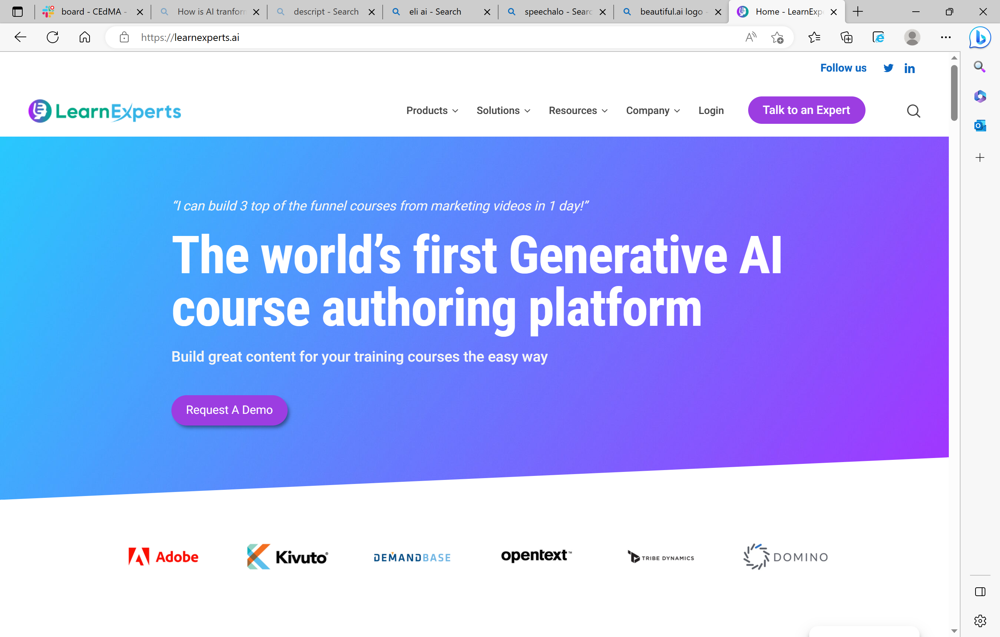 board - CEdMA -
How is AI tranforn
descript - Search
eli ai - Search
speechalo - Searc
beautiful.ai logo -
Home - LearnExpe
https://learnexperts.ai
Follow us
LearnExperts
Products
Solutions
Resources
Company
Login
Talk to an Expert
“I can build 3 top of the funnel courses from marketing videos in 1 day!”
The world’s first Generative AI
course authoring platform
Build great content for your training courses the easy way
Request A Demo
Adobe
Kivuto®
DEMANDBASE
opentext™
TRIBE DYNAMICS
DOMINO